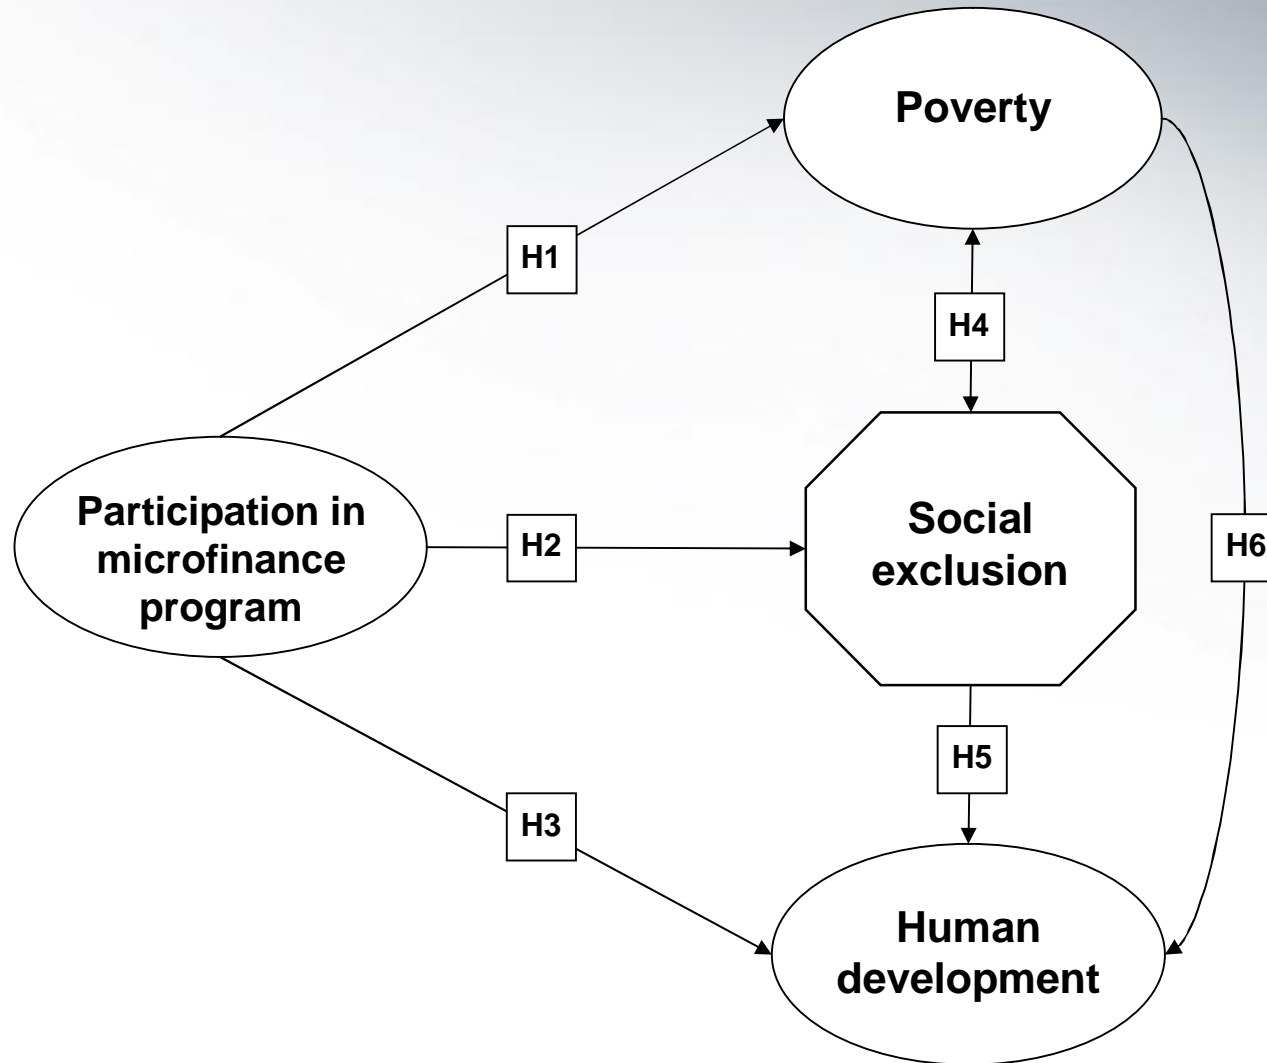 Poverty
H1
H4
Participation in
microfinance
program
H2
Social
exclusion
H6
H5
H3
Human
development